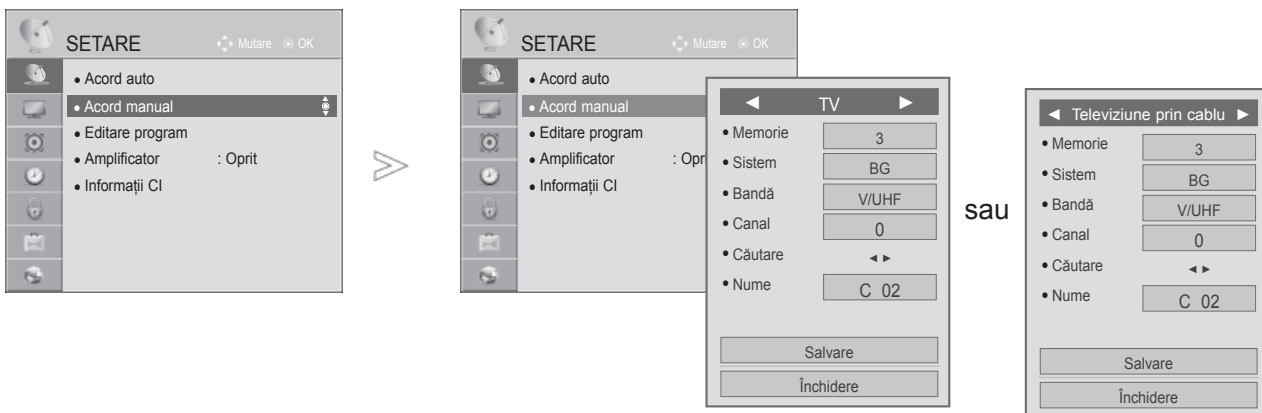 SETARE
Mutare OK
• Acord auto
• Acord manual
• Editare program
• Amplificator : Oprit
• Informații CI
SETARE
Mutare OK
• Acord auto
• Acord manual
• Editare program
• Amplificator : Opr
• Informații CI
◄ TV ►
• Memorie 3
• Sistem BG
• Bandă V/UHF
• Canal 0
• Căutare ◄ ►
• Nume C 02
Salvare
Închidere
sau
◄ Televiziune prin cablu ►
• Memorie 3
• Sistem BG
• Bandă V/UHF
• Canal 0
• Căutare ◄ ►
• Nume C 02
Salvare
Închidere